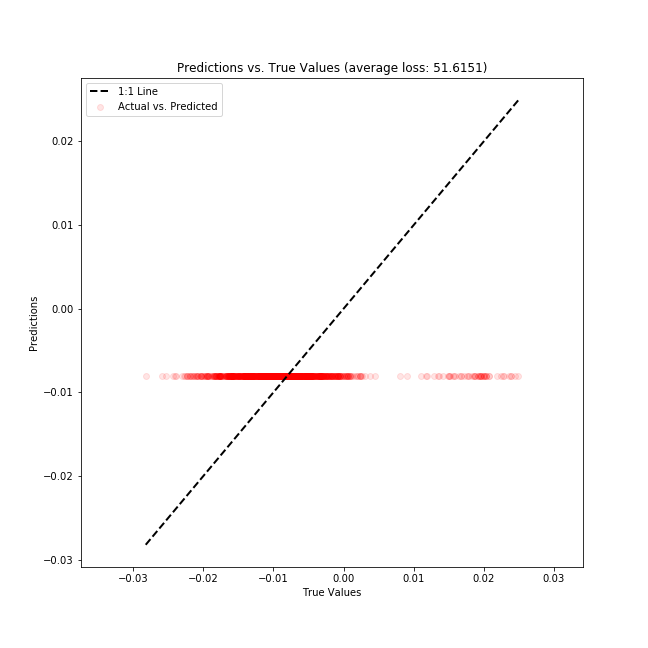 Predictions vs. True Values (average loss: 51.6151)
1:1 Line
Actual vs. Predicted
0.02
0.01
0.00
−0.01
−0.02
−0.03
Predictions
−0.03 −0.02 −0.01 0.00 0.01 0.02 0.03
True Values